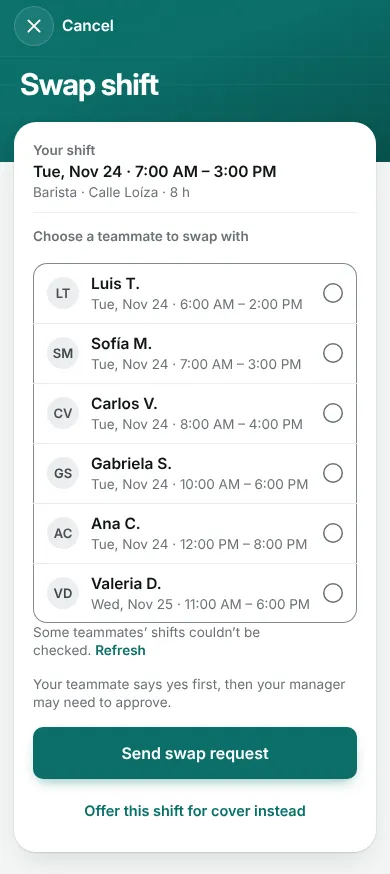 Cancel
Swap shift
Your shift
Tue, Nov 24 · 7:00 AM – 3:00 PM
Barista · Calle Loíza · 8 h
Choose a teammate to swap with
LT
Luis T.
Tue, Nov 24 · 6:00 AM – 2:00 PM
SM
Sofía M.
Tue, Nov 24 · 7:00 AM – 3:00 PM
CV
Carlos V.
Tue, Nov 24 · 8:00 AM – 4:00 PM
GS
Gabriela S.
Tue, Nov 24 · 10:00 AM – 6:00 PM
AC
Ana C.
Tue, Nov 24 · 12:00 PM – 8:00 PM
VD
Valeria D.
Wed, Nov 25 · 11:00 AM – 6:00 PM
Some teammates’ shifts couldn’t be
checked. Refresh
Your teammate says yes first, then your manager
may need to approve.
Send swap request
Offer this shift for cover instead